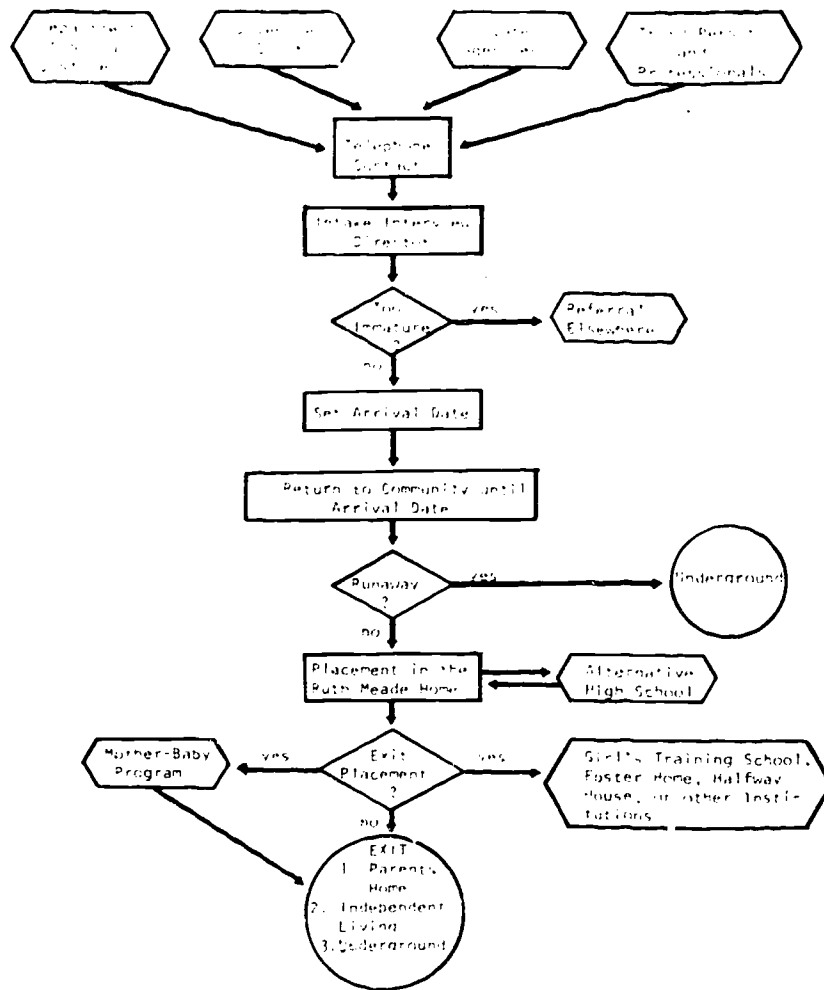 and
Professionals
Telephone
Contact
Intake Interview
Director
Too
Immature
?
yes
Referral
Elsewhere
no
Set Arrival Date
Return to Community until
Arrival Date
Runaway
?
yes
Underground
no
Placement in the
Ruth Meade Home
Alternative
High School
Mother-Baby
Program
yes
Exit
Placement
?
yes
Girl's Training School,
Foster Home, Halfway
House, or other Insti-
tutions
no
EXIT
1. Parents
Home
2. Independent
Living
3. Underground